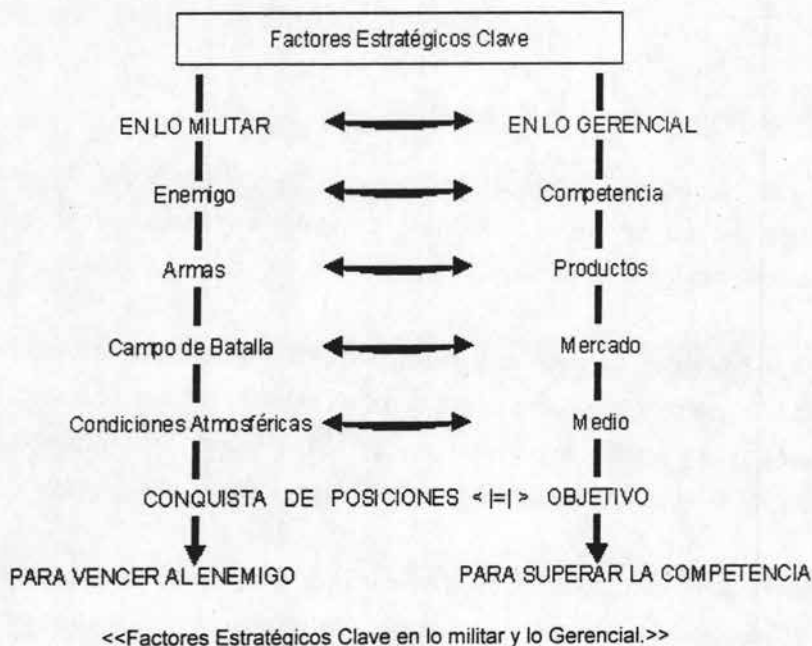 Factores Estratégicos Clave
EN LO MILITAR EN LO GERENCIAL
Enemigo Competencia
Armas Productos
Campo de Batalla Mercado
Condiciones Atmosféricas Medio
CONQUISTA DE POSICIONES < |=| > OBJETIVO
PARA VENCER AL ENEMIGO PARA SUPERAR LA COMPETENCIA
<<Factores Estratégicos Clave en lo militar y lo Gerencial.>>